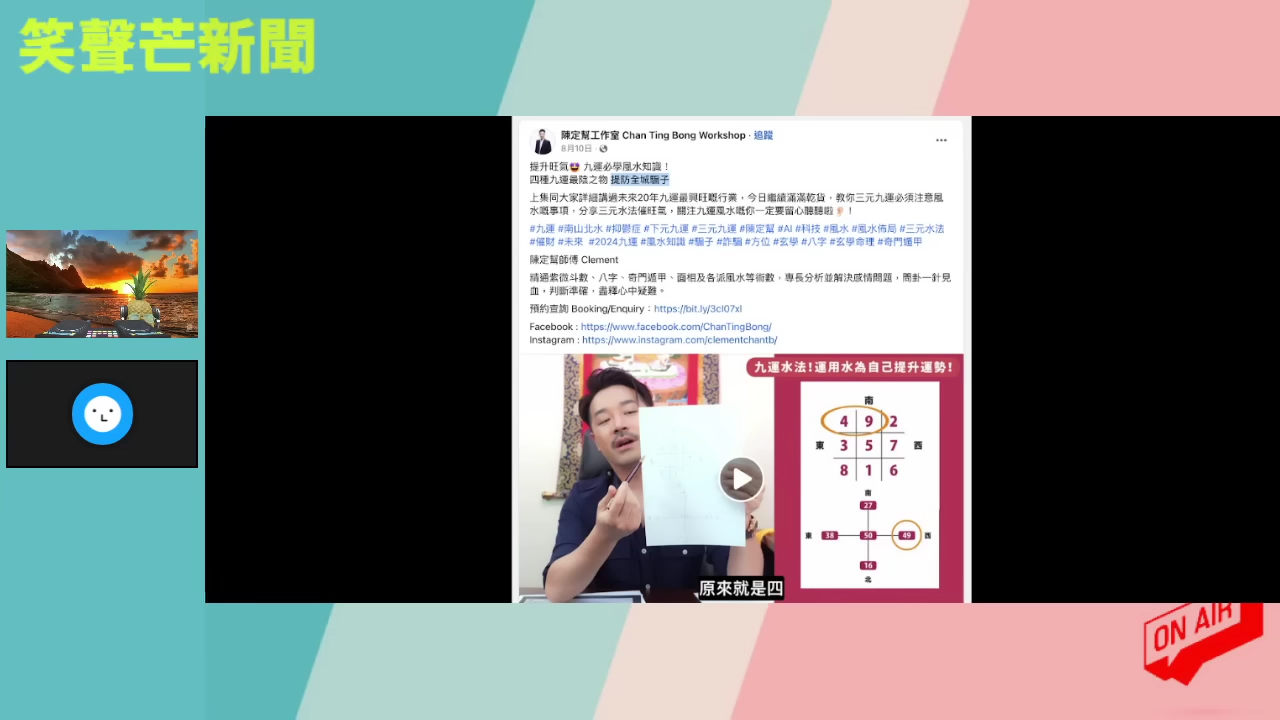 笑聲芒新聞
陳定幫工作室 Chan Ting Bong Workshop · 追蹤
8月10日 ·
提升旺氣😍 九運必學風水知識！
四種九運最陰之物 提防全城騙子
上集同大家詳細講過未來20年九運最興旺嘅行業，今日繼續滿滿乾貨，教你三元九運必須注意風
水嘅事項，分享三元水法催旺氣，關注九運風水嘅你一定要留心聽聽啦👂🏻！
#九運 #南山北水 #抑鬱症 #下元九運 #三元九運 #陳定幫 #AI #科技 #風水 #風水佈局 #三元水法
#催財 #未來 #2024九運 #風水知識 #騙子 #詐騙 #方位 #玄學 #八字 #玄學命理 #奇門遁甲
陳定幫師傅 Clement
精通紫微斗數、八字、奇門遁甲、面相及各派風水等術數，專長分析並解決感情問題，問卦一針見
血，判斷準確，盡釋心中疑難。
預約查詢 Booking/Enquiry：https://bit.ly/3cl07xl
Facebook : https://www.facebook.com/ChanTingBong/
Instagram : https://www.instagram.com/clementchantb/
九運水法！運用水為自己提升運勢！
南
4 9 2
東 3 5 7 西
8 1 6
南
27
東 38 50 49 西
16
北
原來就是四
ON AIR